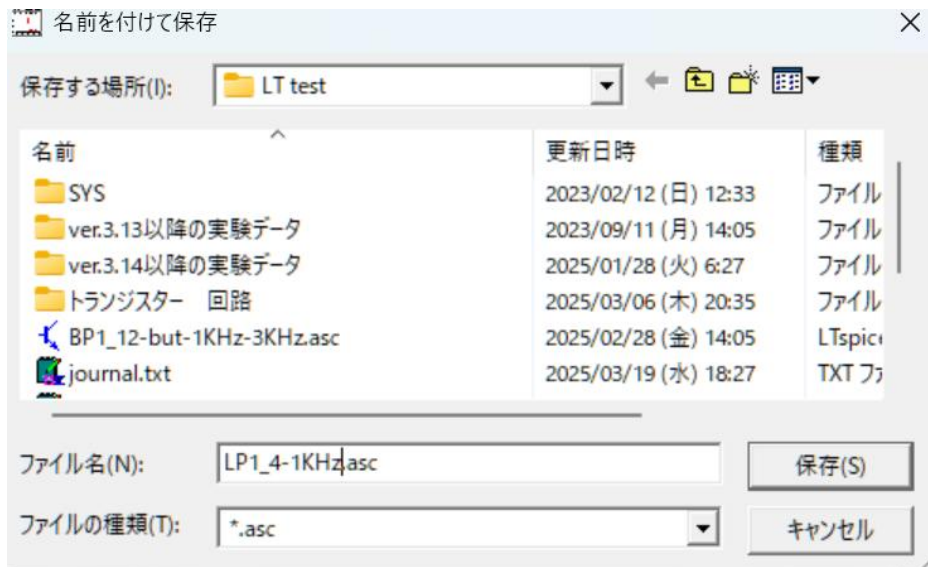 名前を付けて保存
保存する場所(I): LT test
名前 更新日時 種類
SYS 2023/02/12 (日) 12:33 ファイル
ver.3.13以降の実験データ 2023/09/11 (月) 14:05 ファイル
ver.3.14以降の実験データ 2025/01/28 (火) 6:27 ファイル
トランジスター　回路 2025/03/06 (木) 20:35 ファイル
BP1_12-but-1KHz-3KHz.asc 2025/02/28 (金) 14:05 LTspice
journal.txt 2025/03/19 (水) 18:27 TXT ファ
ファイル名(N): LP1_4-1KHz.asc 保存(S)
ファイルの種類(T): *.asc キャンセル